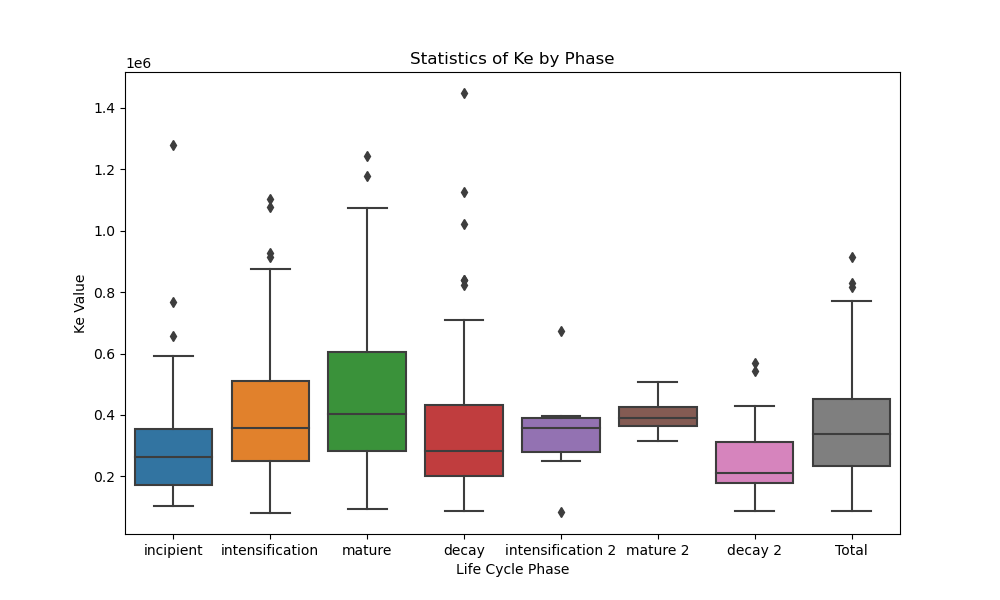 Statistics of Ke by Phase
1e6
1.4
1.2
1.0
0.8
0.6
0.4
0.2
Ke Value
incipient intensification mature decay intensification 2 mature 2 decay 2 Total
Life Cycle Phase